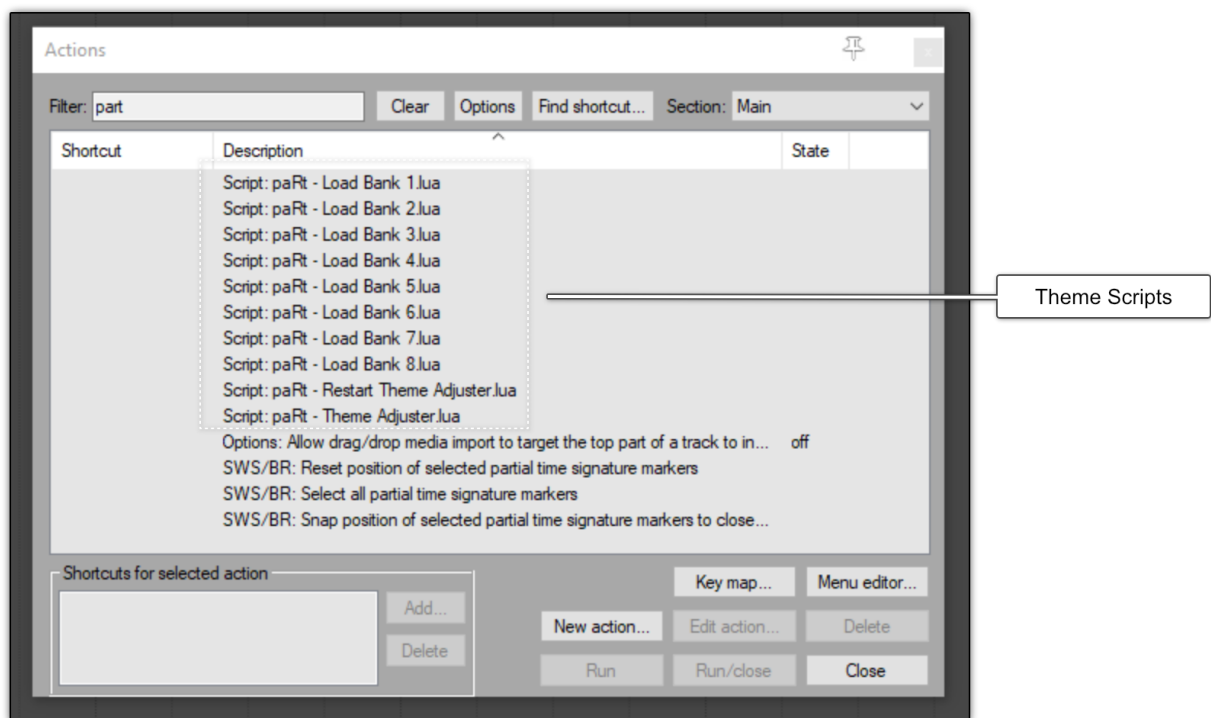 Actions
Filter: part Clear Options Find shortcut... Section: Main
Shortcut Description State
Script: paRt - Load Bank 1.lua
Script: paRt - Load Bank 2.lua
Script: paRt - Load Bank 3.lua
Script: paRt - Load Bank 4.lua
Script: paRt - Load Bank 5.lua
Script: paRt - Load Bank 6.lua
Script: paRt - Load Bank 7.lua
Script: paRt - Load Bank 8.lua
Script: paRt - Restart Theme Adjuster.lua
Script: paRt - Theme Adjuster.lua
Options: Allow drag/drop media import to target the top part of a track to in... off
SWS/BR: Reset position of selected partial time signature markers
SWS/BR: Select all partial time signature markers
SWS/BR: Snap position of selected partial time signature markers to close...
Theme Scripts
Shortcuts for selected action
Add...
Delete
Key map... Menu editor...
New action... Edit action... Delete
Run Run/close Close